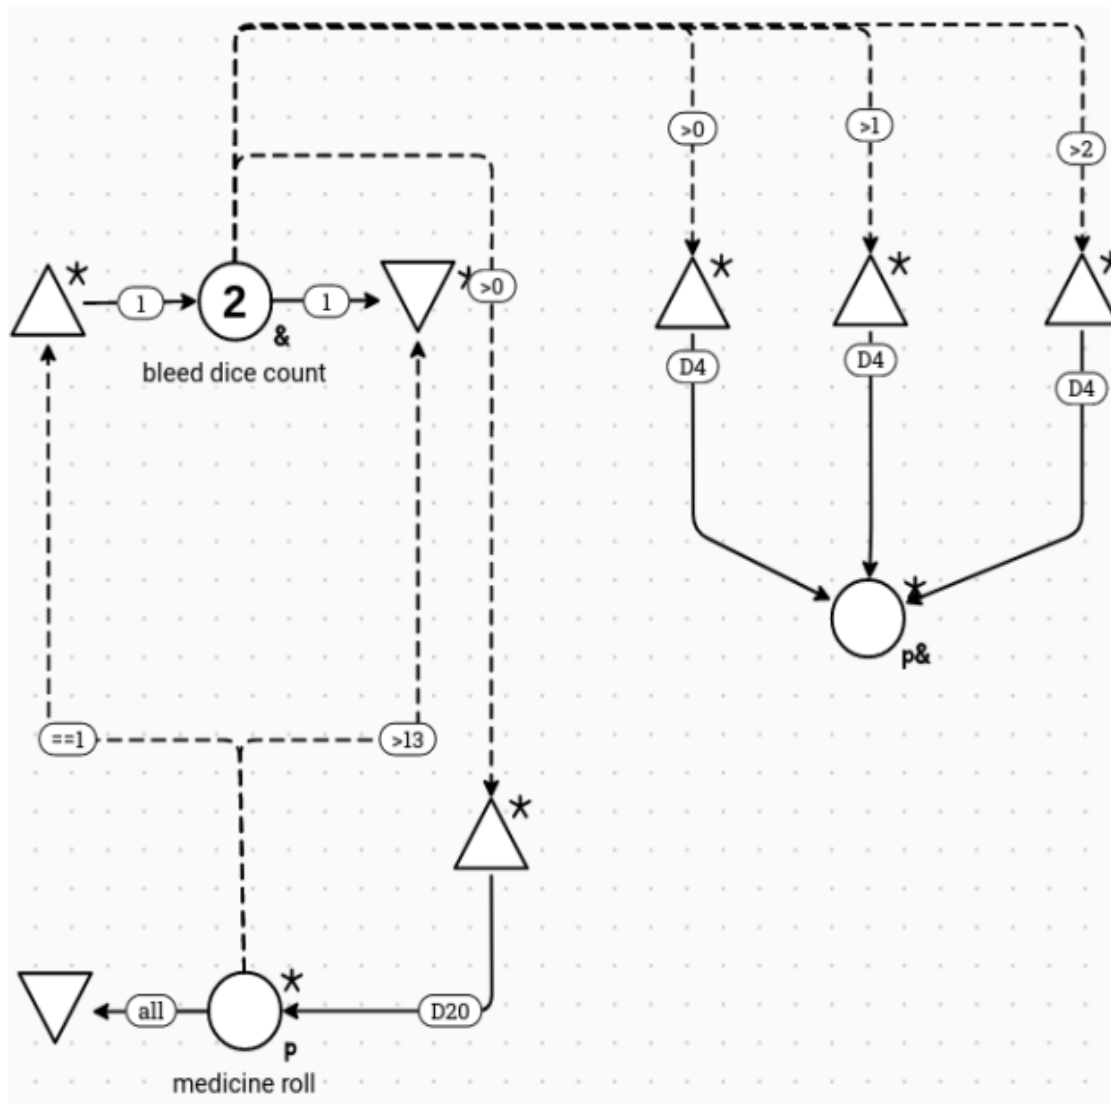 >0
>1
>2
*
1
2
&
1
*
>0
*
*
*
bleed dice count
D4
D4
D4
*
p&
==1
>13
*
*
all
D20
p
medicine roll